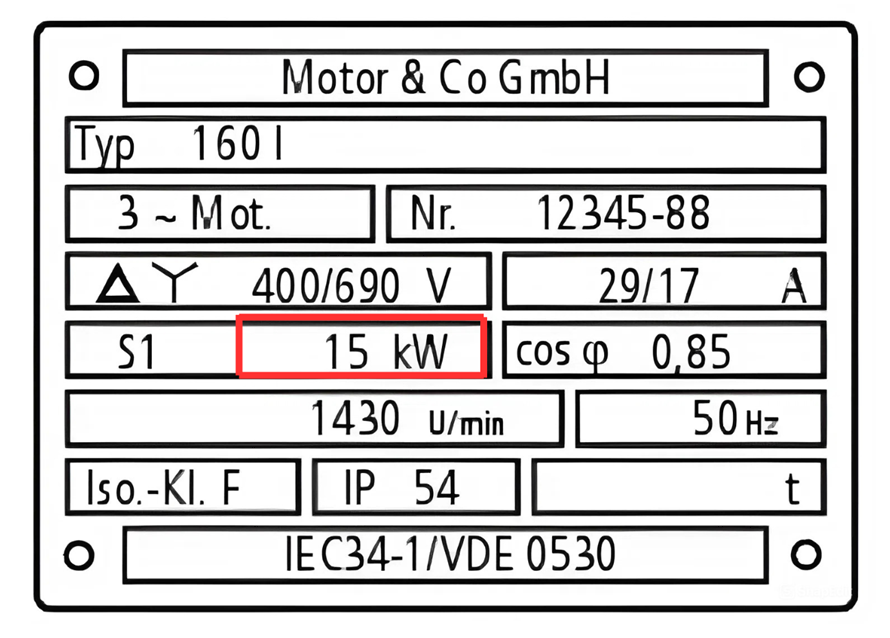 Motor & Co GmbH
Typ 160 l
3 ~ Mot. Nr. 12345-88
Δ Y 400/690 V 29/17 A
S1 15 kW cos φ 0,85
1430 U/min 50 Hz
Iso.-Kl. F IP 54 t
IEC34-1/VDE 0530